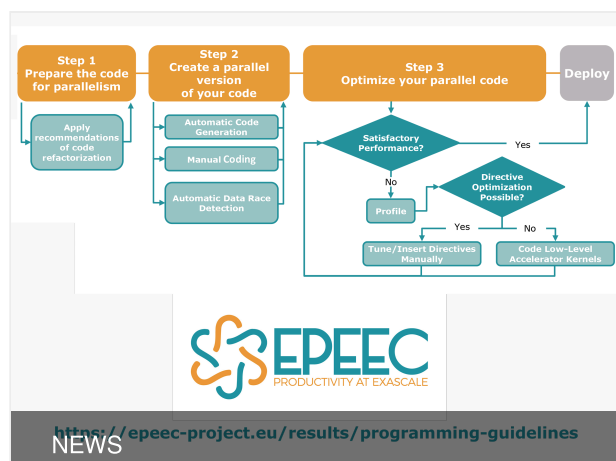 Step 1
Prepare the code
for parallelism
Step 2
Create a parallel
version
of your code
Step 3
Optimize your parallel code
Deploy
Apply
recommendations
of code
refactorization
Automatic Code
Generation
Manual Coding
Automatic Data Race
Detection
Satisfactory
Performance?
Yes
No
Profile
Directive
Optimization
Possible?
Yes
No
Tune/Insert Directives
Manually
Code Low-Level
Accelerator Kernels
EPEEC
PRODUCTIVITY AT EXASCALE
https://epeec-project.eu/results/programming-guidelines
NEWS